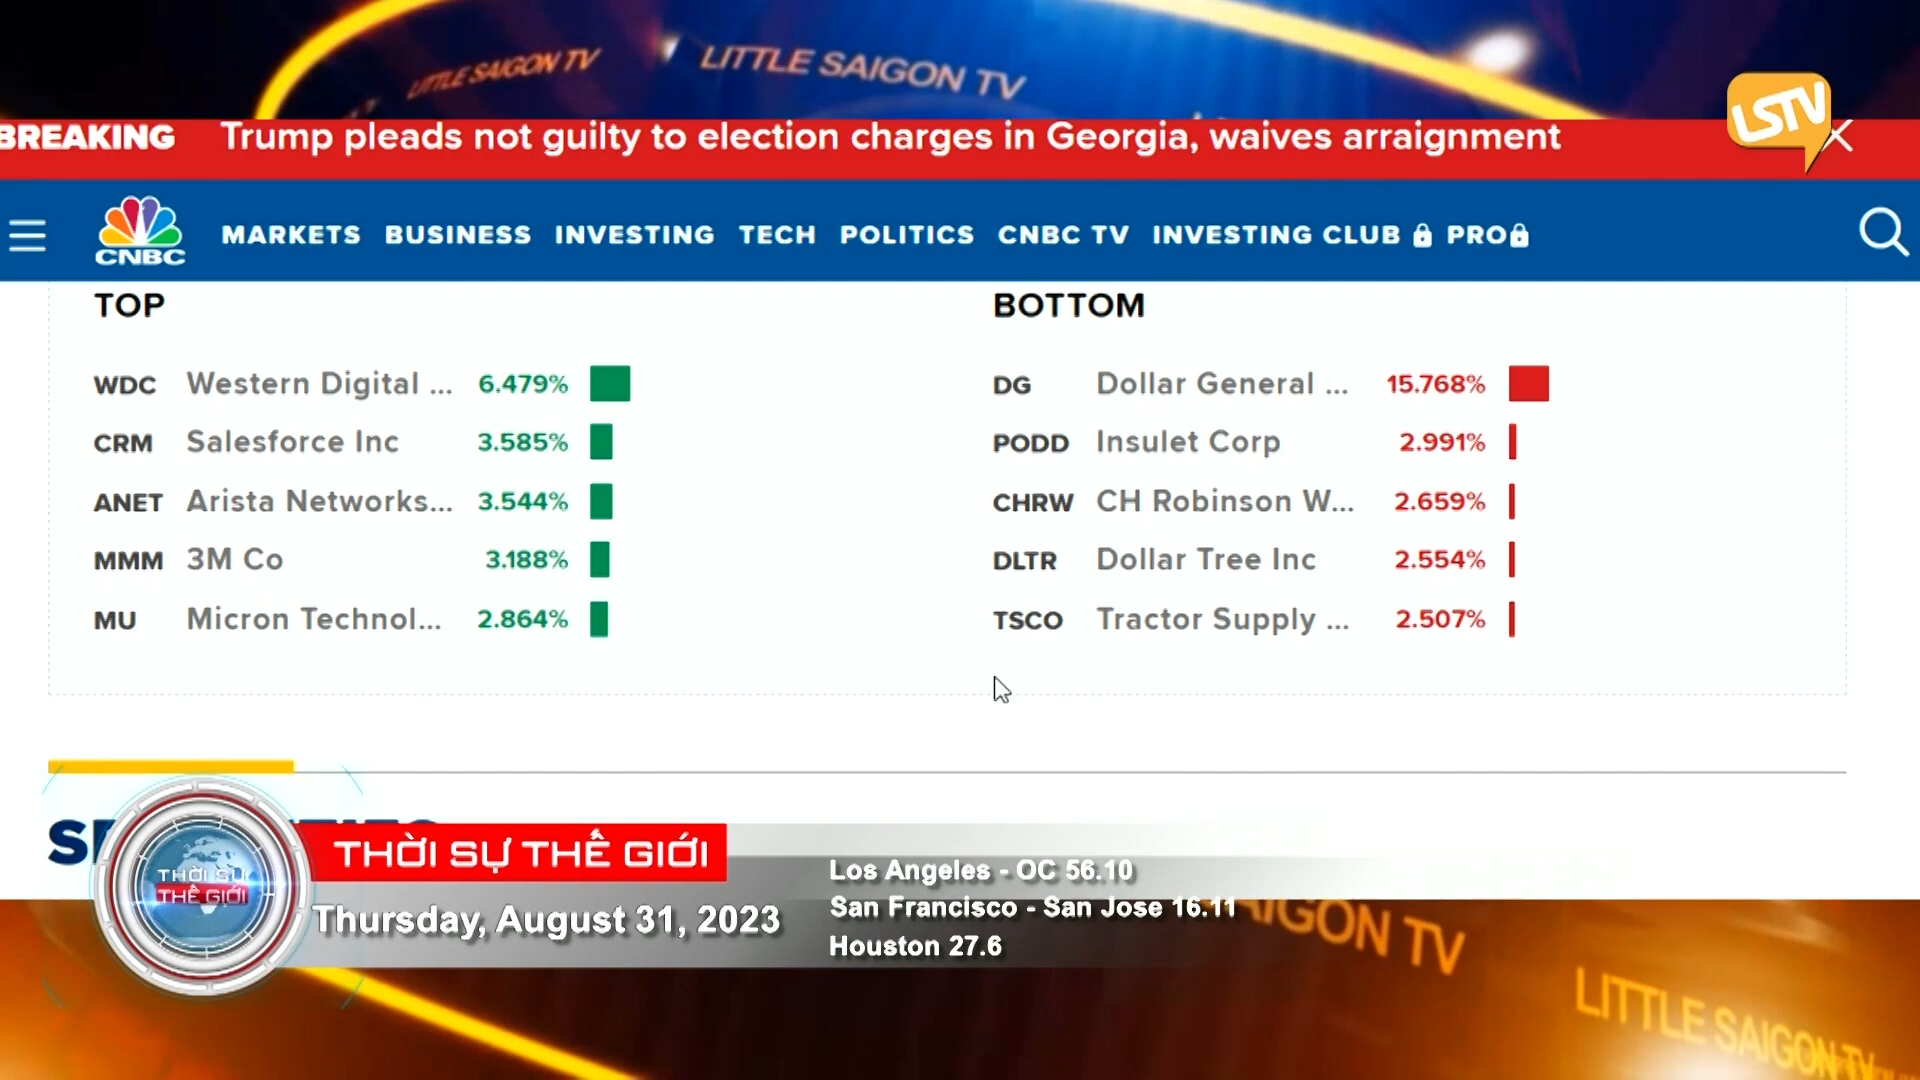 LITTLE SAIGON TV
LITTLE SAIGON TV
LSTV
BREAKING Trump pleads not guilty to election charges in Georgia, waives arraignment
CNBC MARKETS BUSINESS INVESTING TECH POLITICS CNBC TV INVESTING CLUB PRO
TOP
WDC Western Digital ... 6.479%
CRM Salesforce Inc 3.585%
ANET Arista Networks... 3.544%
MMM 3M Co 3.188%
MU Micron Technol... 2.864%
BOTTOM
DG Dollar General ... 15.768%
PODD Insulet Corp 2.991%
CHRW CH Robinson W... 2.659%
DLTR Dollar Tree Inc 2.554%
TSCO Tractor Supply ... 2.507%
THỜI SỰ
THẾ GIỚI
THỜI SỰ THẾ GIỚI
Thursday, August 31, 2023
Los Angeles - OC 56.10
San Francisco - San Jose 16.11
Houston 27.6
SAIGON TV
LITTLE SAIGON TV